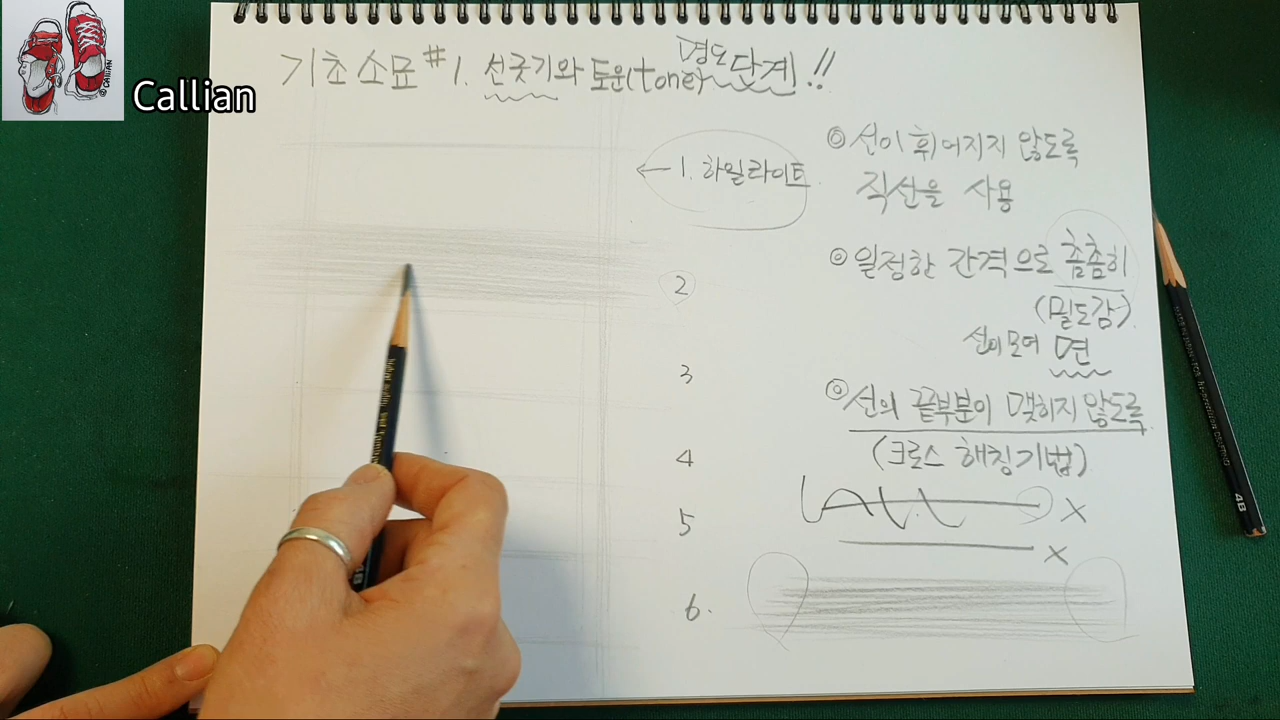 Callian
기초소묘 #1. 선긋기와 토운(tone) 명도단계!!
←1. 하일라이트
2
3
4
5
6.
◎ 선이 휘어지지 않도록
직선을 사용
◎ 일정한 간격으로 촘촘히
(밀도감)
선이모여 면
◎ 선의 끝부분이 맺히지 않도록
(크로스 해칭기법)
X
X
4B